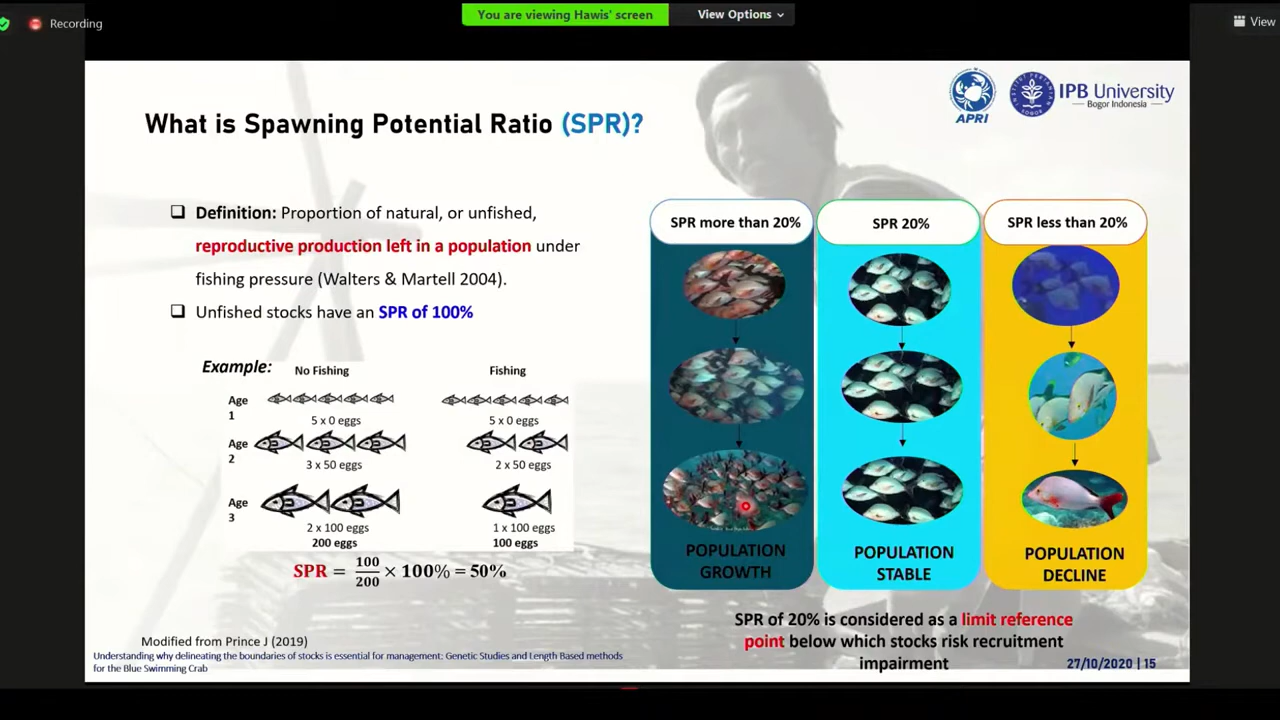 Recording
You are viewing Hawis' screen
View Options
View
APRI
IPB University
Bogor Indonesia
What is Spawning Potential Ratio (SPR)?
❑ Definition: Proportion of natural, or unfished,
reproductive production left in a population under
fishing pressure (Walters & Martell 2004).
❑ Unfished stocks have an SPR of 100%
Example:
No Fishing
Fishing
Age
1
5 x 0 eggs
5 x 0 eggs
Age
2
3 x 50 eggs
2 x 50 eggs
Age
3
2 x 100 eggs
200 eggs
1 x 100 eggs
100 eggs
SPR = 100/200 × 100% = 50%
Modified from Prince J (2019)
Understanding why delineating the boundaries of stocks is essential for management: Genetic Studies and Length Based methods
for the Blue Swimming Crab
SPR more than 20%
POPULATION
GROWTH
SPR 20%
POPULATION
STABLE
SPR less than 20%
POPULATION
DECLINE
SPR of 20% is considered as a limit reference
point below which stocks risk recruitment
impairment
27/10/2020 | 15